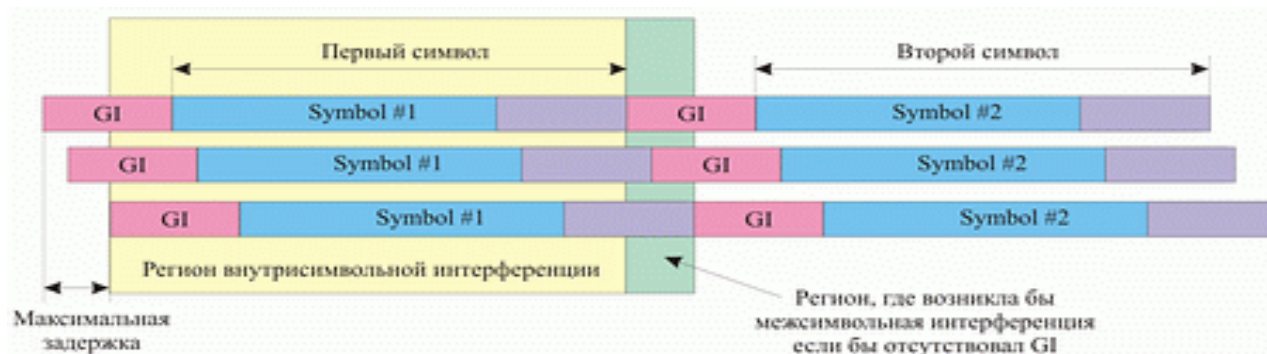 Первый символ
Второй символ
GI Symbol #1 GI Symbol #2
GI Symbol #1 GI Symbol #2
GI Symbol #1 GI Symbol #2
Регион внутрисимвольной интерференции
Максимальная
задержка
Регион, где возникла бы
межсимвольная интерференция
если бы отсутствовал GI